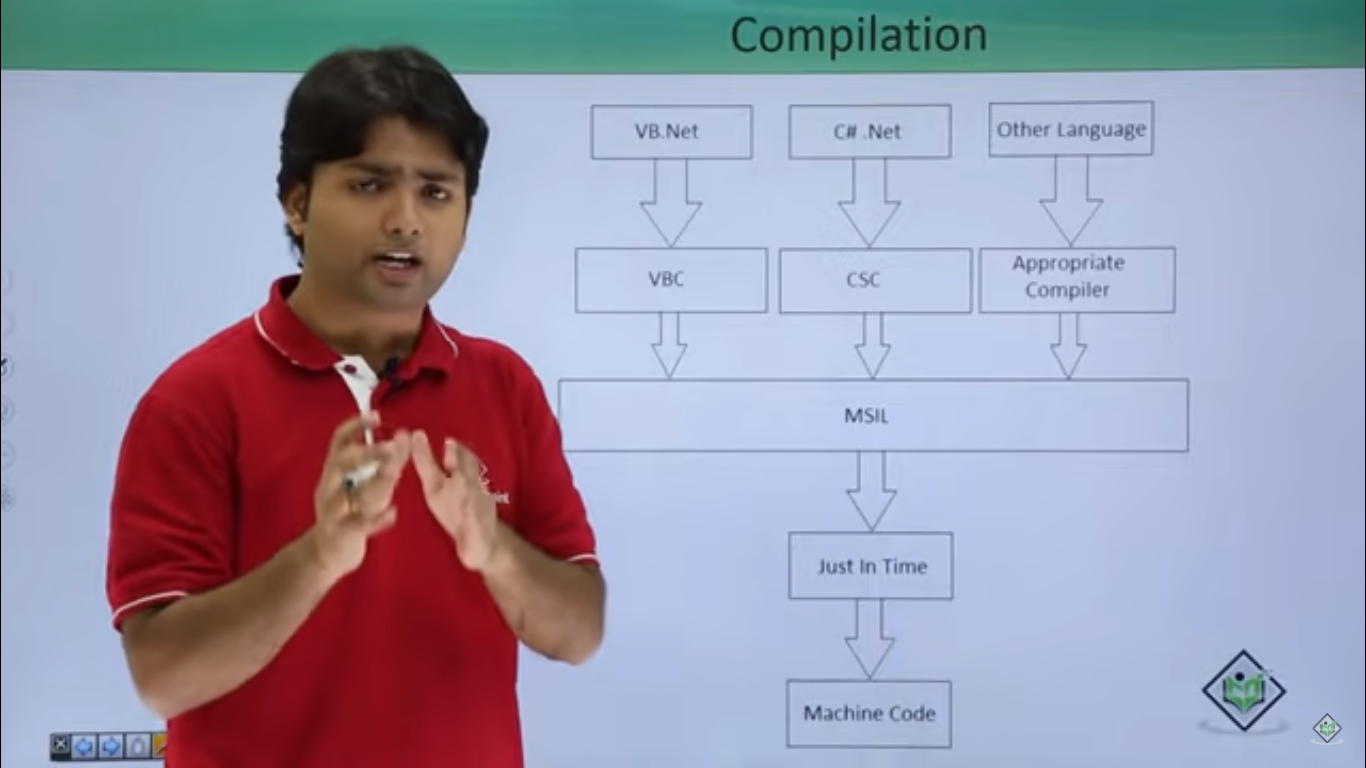 Compilation
VB.Net
C# .Net
Other Language
VBC
CSC
Appropriate
Compiler
MSIL
Just In Time
Machine Code